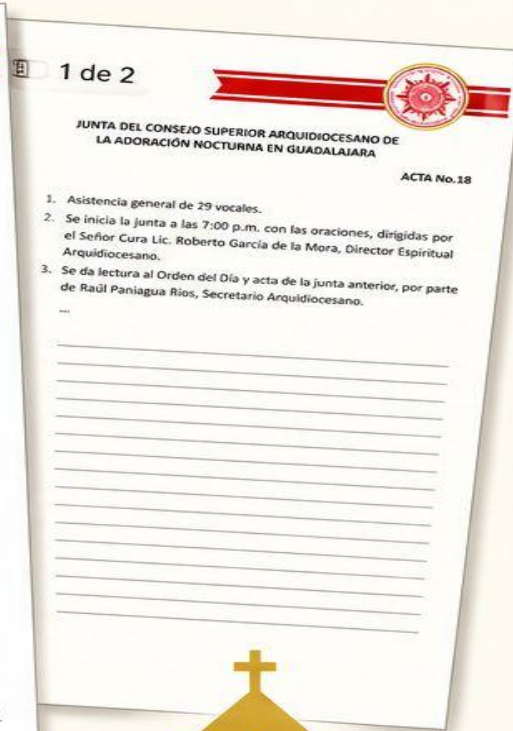 1 de 2
JUNTA DEL CONSEJO SUPERIOR ARQUIDIOCESANO DE
LA ADORACIÓN NOCTURNA EN GUADALAJARA
ACTA No.18
1. Asistencia general de 29 vocales.
2. Se inicia la junta a las 7:00 p.m. con las oraciones, dirigidas por
el Señor Cura Lic. Roberto García de la Mora, Director Espiritual
Arquidiocesano.
3. Se da lectura al Orden del Día y acta de la junta anterior, por parte
de Raúl Paniagua Rios, Secretario Arquidiocesano.
...